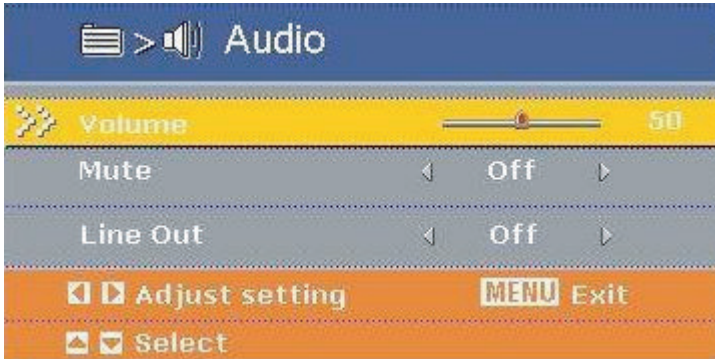 > Audio
Volume 50
Mute Off
Line Out Off
Adjust setting MENU Exit
Select